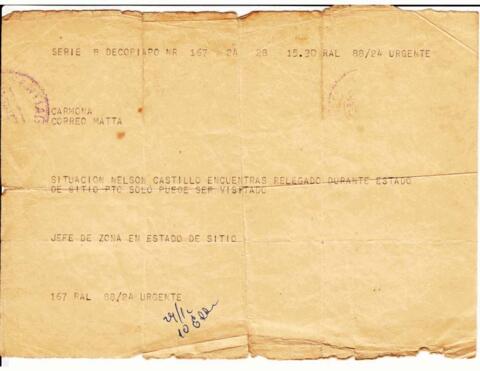 SERIE B DECOPIAPO NR 167 24 28 15.30 RAL 88/24 URGENTE
CARMONA
CORREO MATTA
SITUACION NELSON CASTILLO ENCUENTRAS RELEGADO DURANTE ESTADO
DE SITIO PTO SOLO PUEDE SER VISITADO
JEFE DE ZONA EN ESTADO DE SITIO
167 RAL 88/24 URGENTE